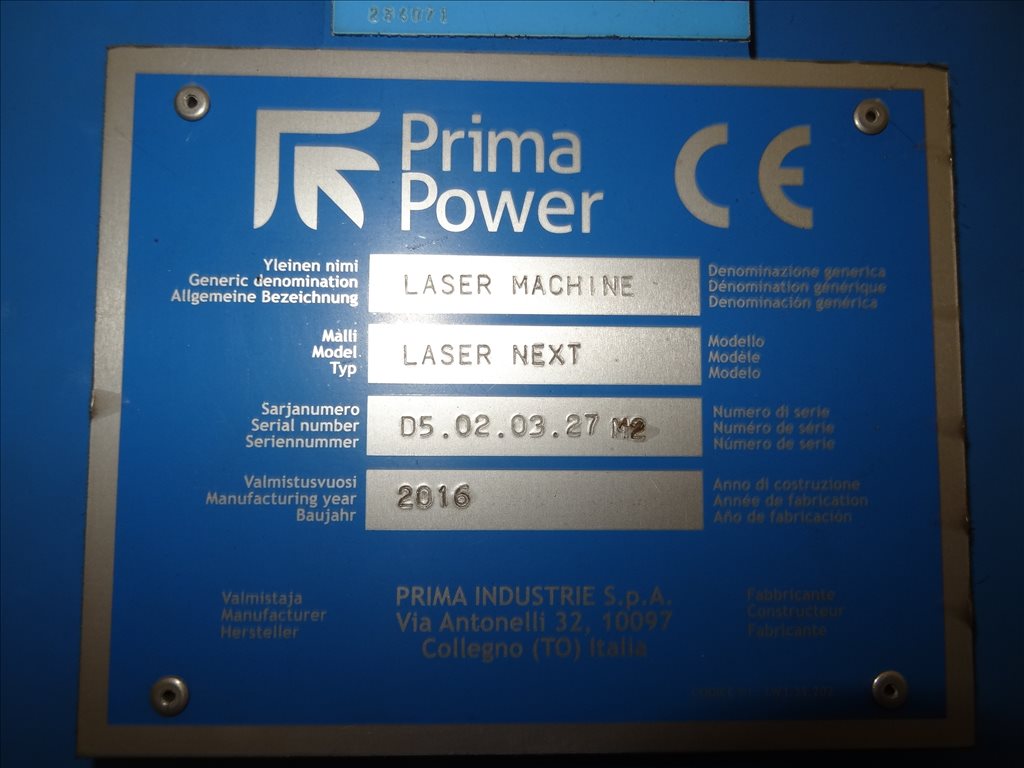 Prima
Power
CE
Yleinen nimi
Generic denomination
Allgemeine Bezeichnung
LASER MACHINE
Denominazione generica
Dénomination générique
Denominación genérica
Malli
Model
Typ
LASER NEXT
Modello
Modèle
Modelo
Sarjanumero
Serial number
Seriennummer
D5.02.03.27 M2
Numero di serie
Numéro de série
Número de serie
Valmistusvuosi
Manufacturing year
Baujahr
2016
Anno di costruzione
Année de fabrication
Año de fabricación
Valmistaja
Manufacturer
Hersteller
PRIMA INDUSTRIE S.p.A.
Via Antonelli 32, 10097
Collegno (TO) Italia
Fabbricante
Constructeur
Fabricante